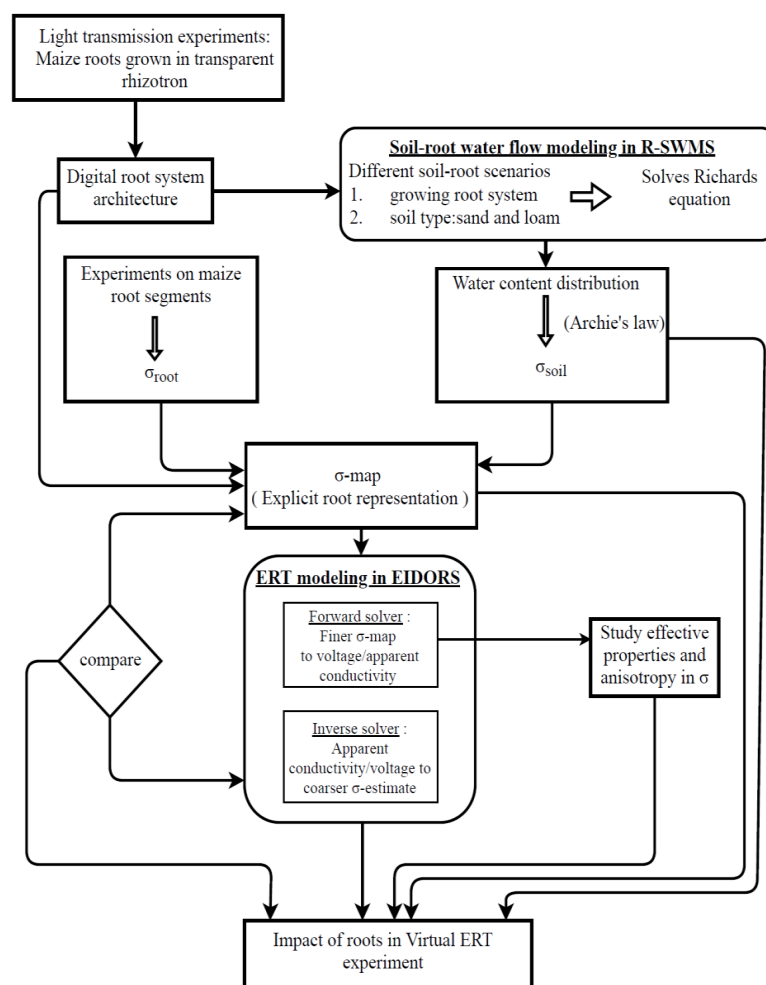 Light transmission experiments:
Maize roots grown in transparent
rhizotron
Digital root system
architecture
Soil-root water flow modeling in R-SWMS
Different soil-root scenarios
1. growing root system
2. soil type:sand and loam
Solves Richards
equation
Experiments on maize
root segments
σroot
Water content distribution
(Archie's law)
σsoil
σ-map
( Explicit root representation )
ERT modeling in EIDORS
Forward solver :
Finer σ-map
to voltage/apparent
conductivity
Study effective
properties and
anisotropy in σ
compare
Inverse solver :
Apparent
conductivity/voltage to
coarser σ-estimate
Impact of roots in Virtual ERT
experiment